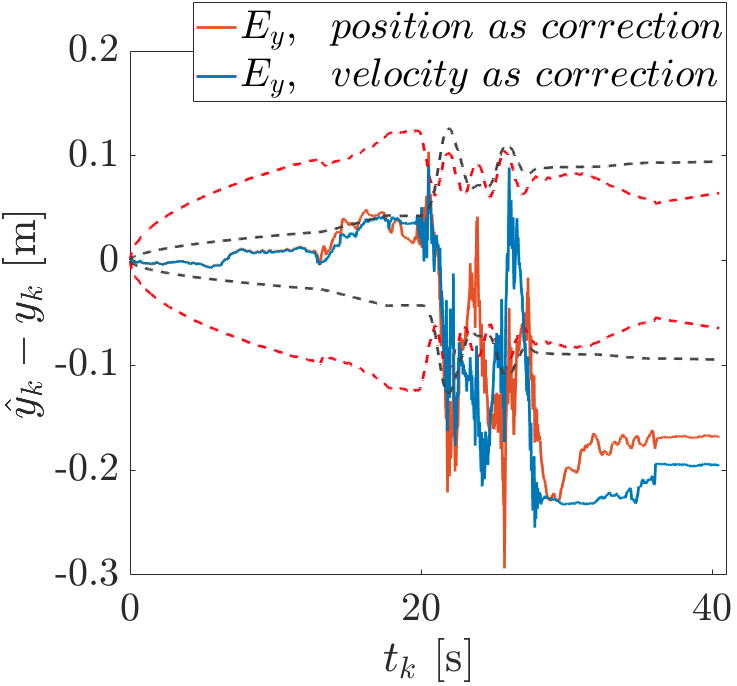 E_y, position as correction
E_y, velocity as correction
0.2
0.1
0
-0.1
-0.2
-0.3
ŷ_k − y_k [m]
0 20 40
t_k [s]